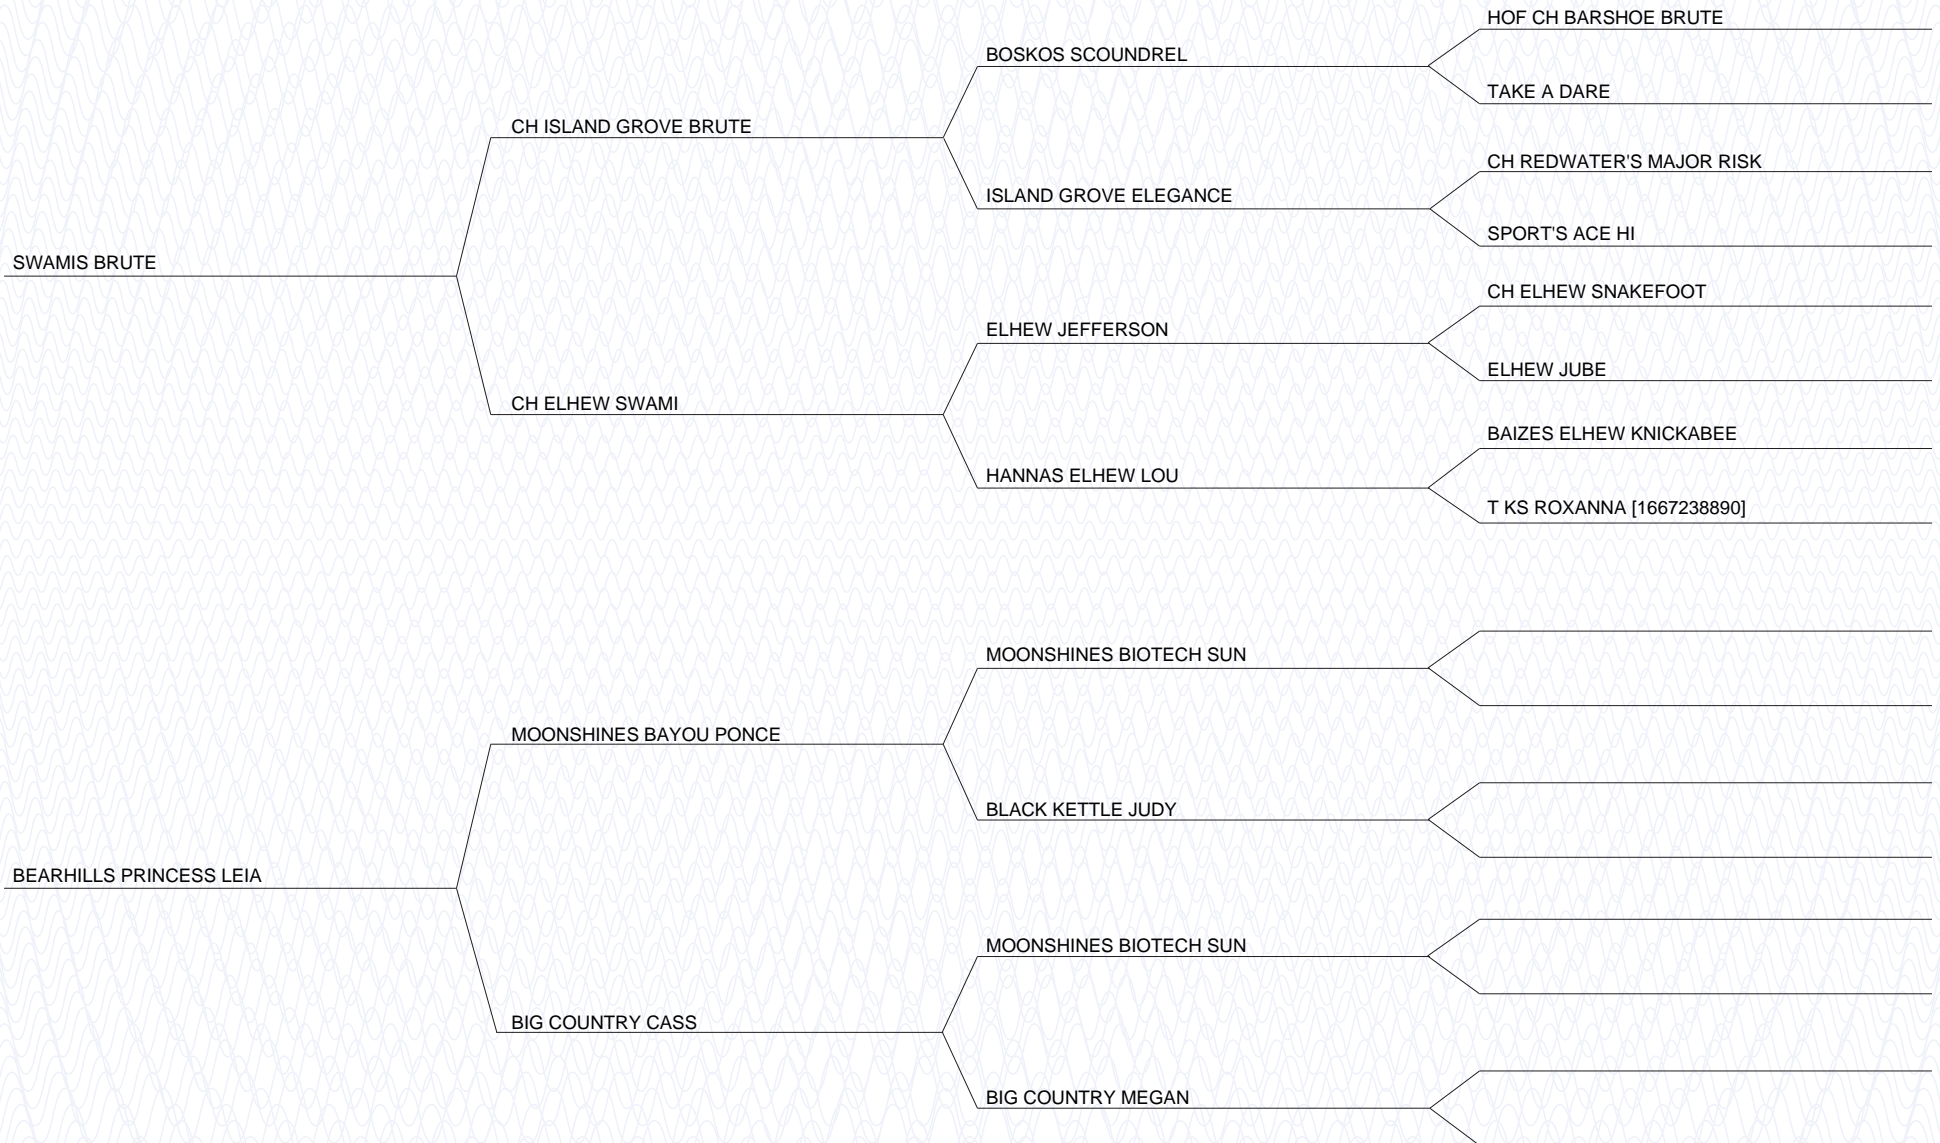 HOF CH BARSHOE BRUTE
BOSKOS SCOUNDREL
TAKE A DARE
CH ISLAND GROVE BRUTE
CH REDWATER'S MAJOR RISK
ISLAND GROVE ELEGANCE
SPORT'S ACE HI
SWAMIS BRUTE
CH ELHEW SNAKEFOOT
ELHEW JEFFERSON
ELHEW JUBE
CH ELHEW SWAMI
BAIZES ELHEW KNICKABEE
HANNAS ELHEW LOU
T KS ROXANNA [1667238890]
MOONSHINES BIOTECH SUN
MOONSHINES BAYOU PONCE
BLACK KETTLE JUDY
BEARHILLS PRINCESS LEIA
MOONSHINES BIOTECH SUN
BIG COUNTRY CASS
BIG COUNTRY MEGAN